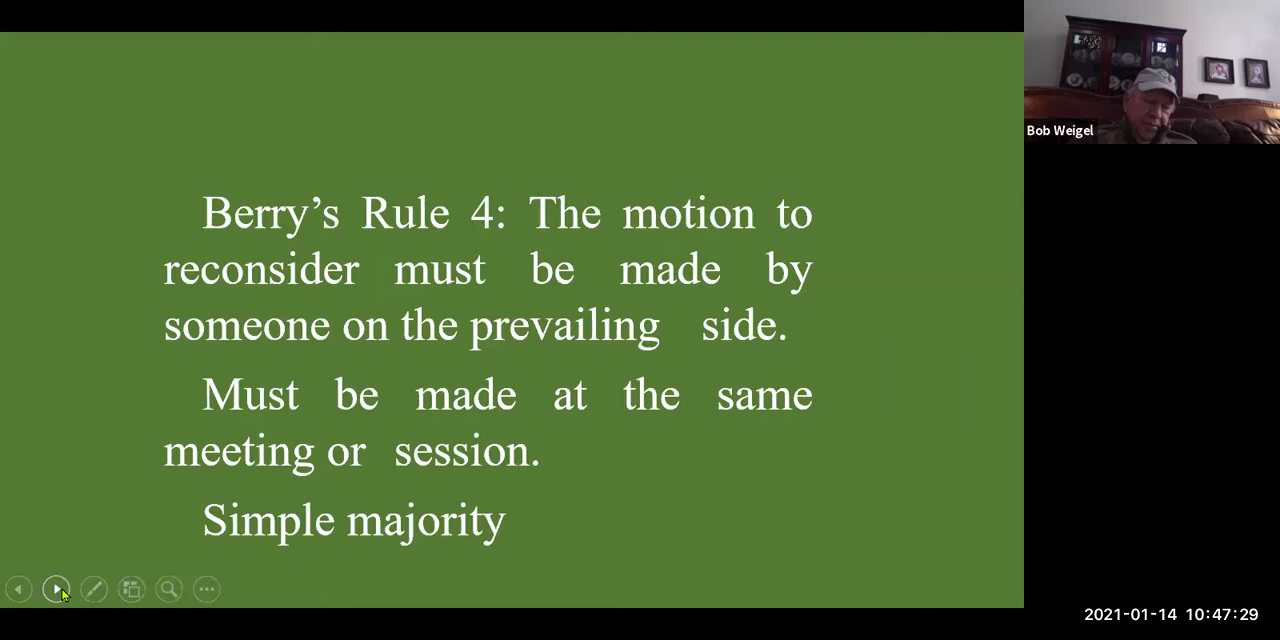 Berry’s Rule 4: The motion to
reconsider must be made by
someone on the prevailing side.
Must be made at the same
meeting or session.
Simple majority
Bob Weigel
2021-01-14 10:47:29